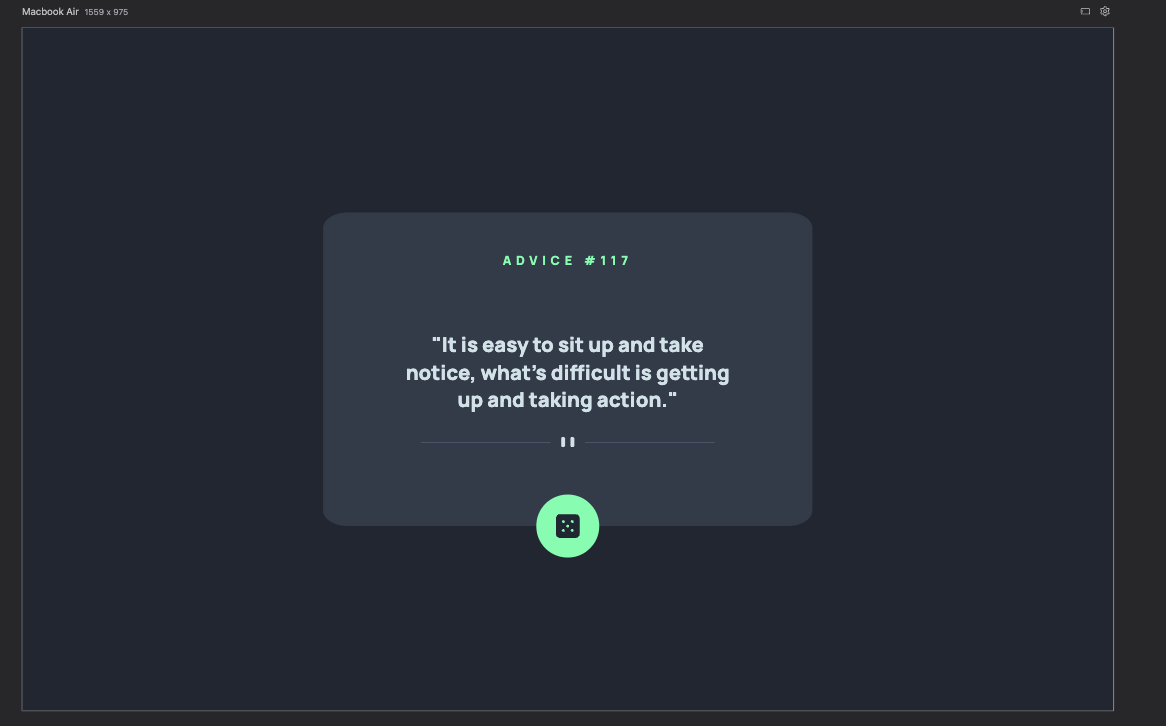 Macbook Air 1559 x 975
ADVICE #117
"It is easy to sit up and take
notice, what's difficult is getting
up and taking action."